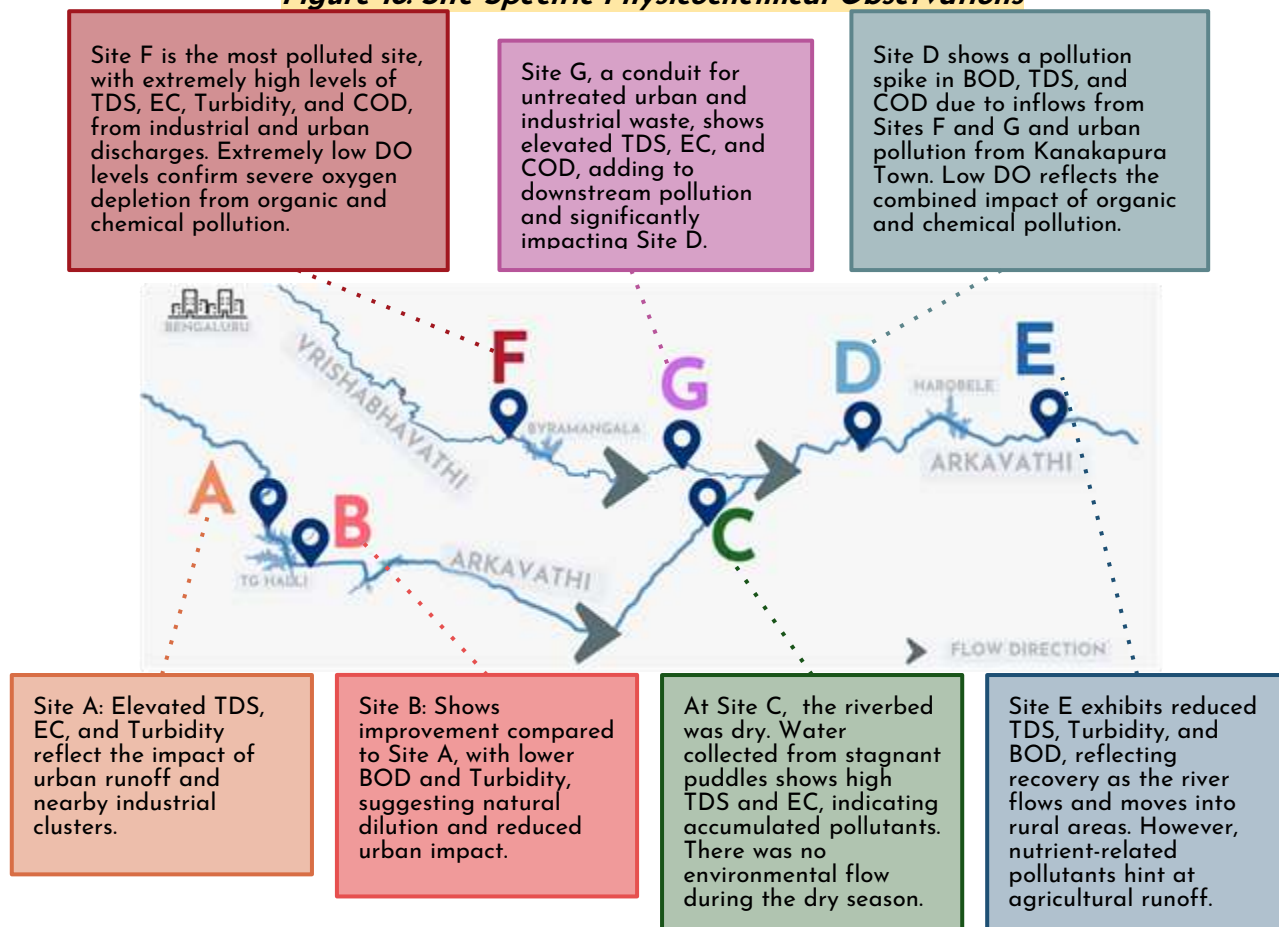 Figure 18: Site-Specific Physicochemical Observations
Site F is the most polluted site,
with extremely high levels of
TDS, EC, Turbidity, and COD,
from industrial and urban
discharges. Extremely low DO
levels confirm severe oxygen
depletion from organic and
chemical pollution.
Site G, a conduit for
untreated urban and
industrial waste, shows
elevated TDS, EC, and
COD, adding to
downstream pollution
and significantly
impacting Site D.
Site D shows a pollution
spike in BOD, TDS, and
COD due to inflows from
Sites F and G and urban
pollution from Kanakapura
Town. Low DO reflects the
combined impact of organic
and chemical pollution.
BENGALURU
VRISHABHAVATHI
F
BYRAMANGALA
G
D
HAROBELE
E
ARKAVATHI
A
B
TG HALLI
ARKAVATHI
C
FLOW DIRECTION
Site A: Elevated TDS,
EC, and Turbidity
reflect the impact of
urban runoff and
nearby industrial
clusters.
Site B: Shows
improvement compared
to Site A, with lower
BOD and Turbidity,
suggesting natural
dilution and reduced
urban impact.
At Site C, the riverbed
was dry. Water
collected from stagnant
puddles shows high
TDS and EC, indicating
accumulated pollutants.
There was no
environmental flow
during the dry season.
Site E exhibits reduced
TDS, Turbidity, and
BOD, reflecting
recovery as the river
flows and moves into
rural areas. However,
nutrient-related
pollutants hint at
agricultural runoff.